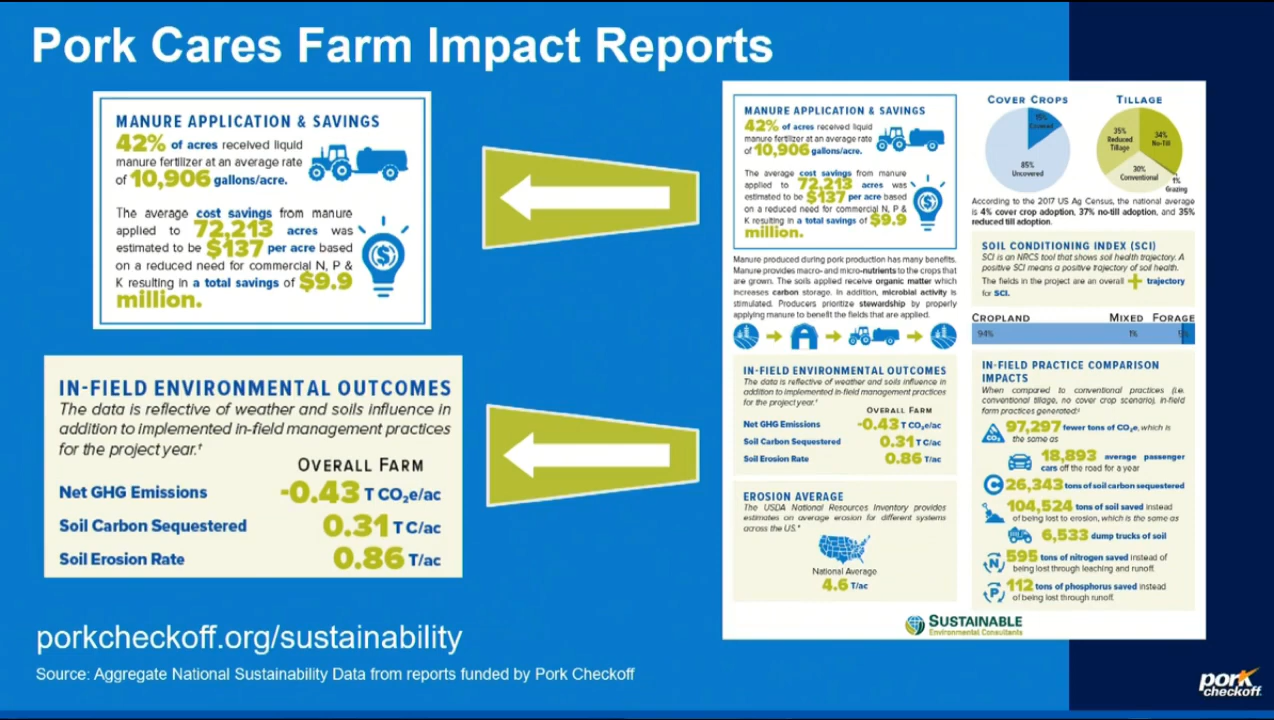 Pork Cares Farm Impact Reports
MANURE APPLICATION & SAVINGS
42% of acres received liquid
manure fertilizer at an average rate
of 10,906 gallons/acre.
The average cost savings from manure
applied to 72,213 acres was
estimated to be $137 per acre based
on a reduced need for commercial N, P &
K resulting in a total savings of $9.9
million.
IN-FIELD ENVIRONMENTAL OUTCOMES
The data is reflective of weather and soils influence in
addition to implemented in-field management practices
for the project year.†
OVERALL FARM
Net GHG Emissions -0.43 T CO₂e/ac
Soil Carbon Sequestered 0.31 T C/ac
Soil Erosion Rate 0.86 T/ac
porkcheckoff.org/sustainability
Source: Aggregate National Sustainability Data from reports funded by Pork Checkoff
MANURE APPLICATION & SAVINGS
42% of acres received liquid
manure fertilizer at an average rate
of 10,906 gallons/acre.
The average cost savings from manure
applied to 72,213 acres was
estimated to be $137 per acre based
on a reduced need for commercial N, P &
K resulting in a total savings of $9.9
million.
Manure produced during pork production has many benefits.
Manure provides macro- and micro-nutrients to the crops that
are grown. The soils applied receive organic matter which
increases carbon storage. In addition, microbial activity is
stimulated. Producers prioritize stewardship by properly
applying manure to benefit the fields that are applied.
IN-FIELD ENVIRONMENTAL OUTCOMES
The data is reflective of weather and soils influence in
addition to implemented in-field management practices
for the project year.†
OVERALL FARM
Net GHG Emissions -0.43 T CO₂e/ac
Soil Carbon Sequestered 0.31 T C/ac
Soil Erosion Rate 0.86 T/ac
EROSION AVERAGE
The USDA National Resources Inventory provides
estimates on average erosion for different systems
across the US.*
National Average
4.6 T/ac
COVER CROPS
15%
Covered
85%
Uncovered
TILLAGE
35%
Reduced
Tillage
34%
No-Till
30%
Conventional
1%
Grazing
According to the 2017 US Ag Census, the national average
is 4% cover crop adoption, 37% no-till adoption, and 35%
reduced till adoption.
SOIL CONDITIONING INDEX (SCI)
SCI is an NRCS tool that shows soil health trajectory. A
positive SCI means a positive trajectory of soil health.
The fields in the project are an overall + trajectory
for SCI.
CROPLAND MIXED FORAGE
94% 1% 5%
IN-FIELD PRACTICE COMPARISON
IMPACTS
When compared to conventional practices (i.e.
conventional tillage, no cover crop scenario), in-field
farm practices generated:
CO₂
97,297 fewer tons of CO₂e, which is
the same as
18,893 average passenger
cars off the road for a year
C
26,343 tons of soil carbon sequestered
104,524 tons of soil saved instead
of being lost to erosion, which is the same as
6,533 dump trucks of soil
N
595 tons of nitrogen saved instead of
being lost through leaching and runoff.
P
112 tons of phosphorus saved instead
of being lost through runoff.
SUSTAINABLE
Environmental Consultants
pork
checkoff.